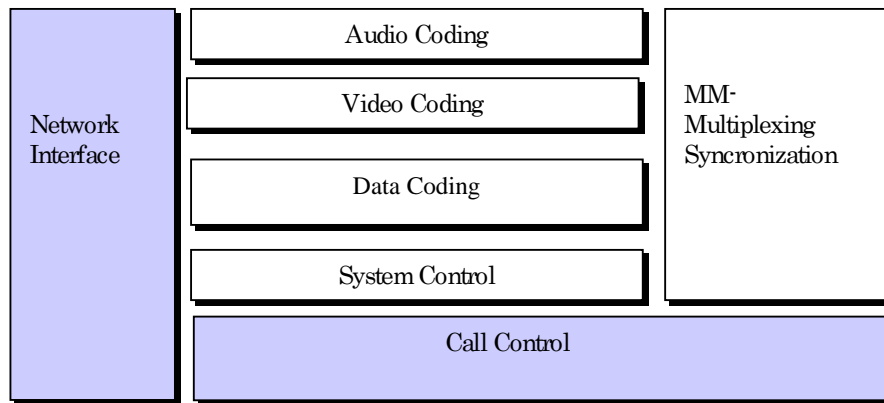 Audio Coding
Video Coding
Network
Interface
MM-
Multiplexing
Syncronization
Data Coding
System Control
Call Control